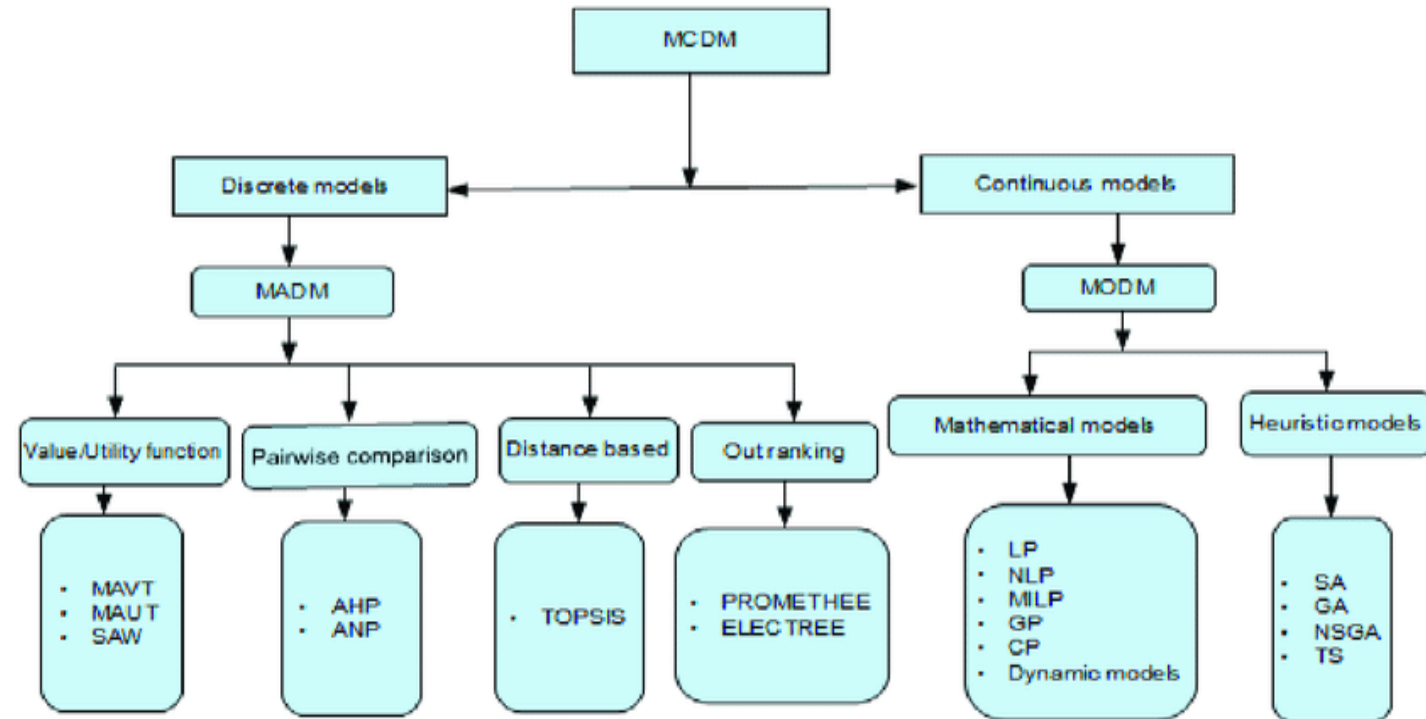 MCDM
Discrete models
Continuous models
MADM
MODM
Value/Utility function
Pairwise comparison
Distance based
Out ranking
Mathematical models
Heuristic models
• MAVT
• MAUT
• SAW
• AHP
• ANP
• TOPSIS
• PROMETHEE
• ELECTREE
• LP
• NLP
• MILP
• GP
• CP
• Dynamic models
• SA
• GA
• NSGA
• TS